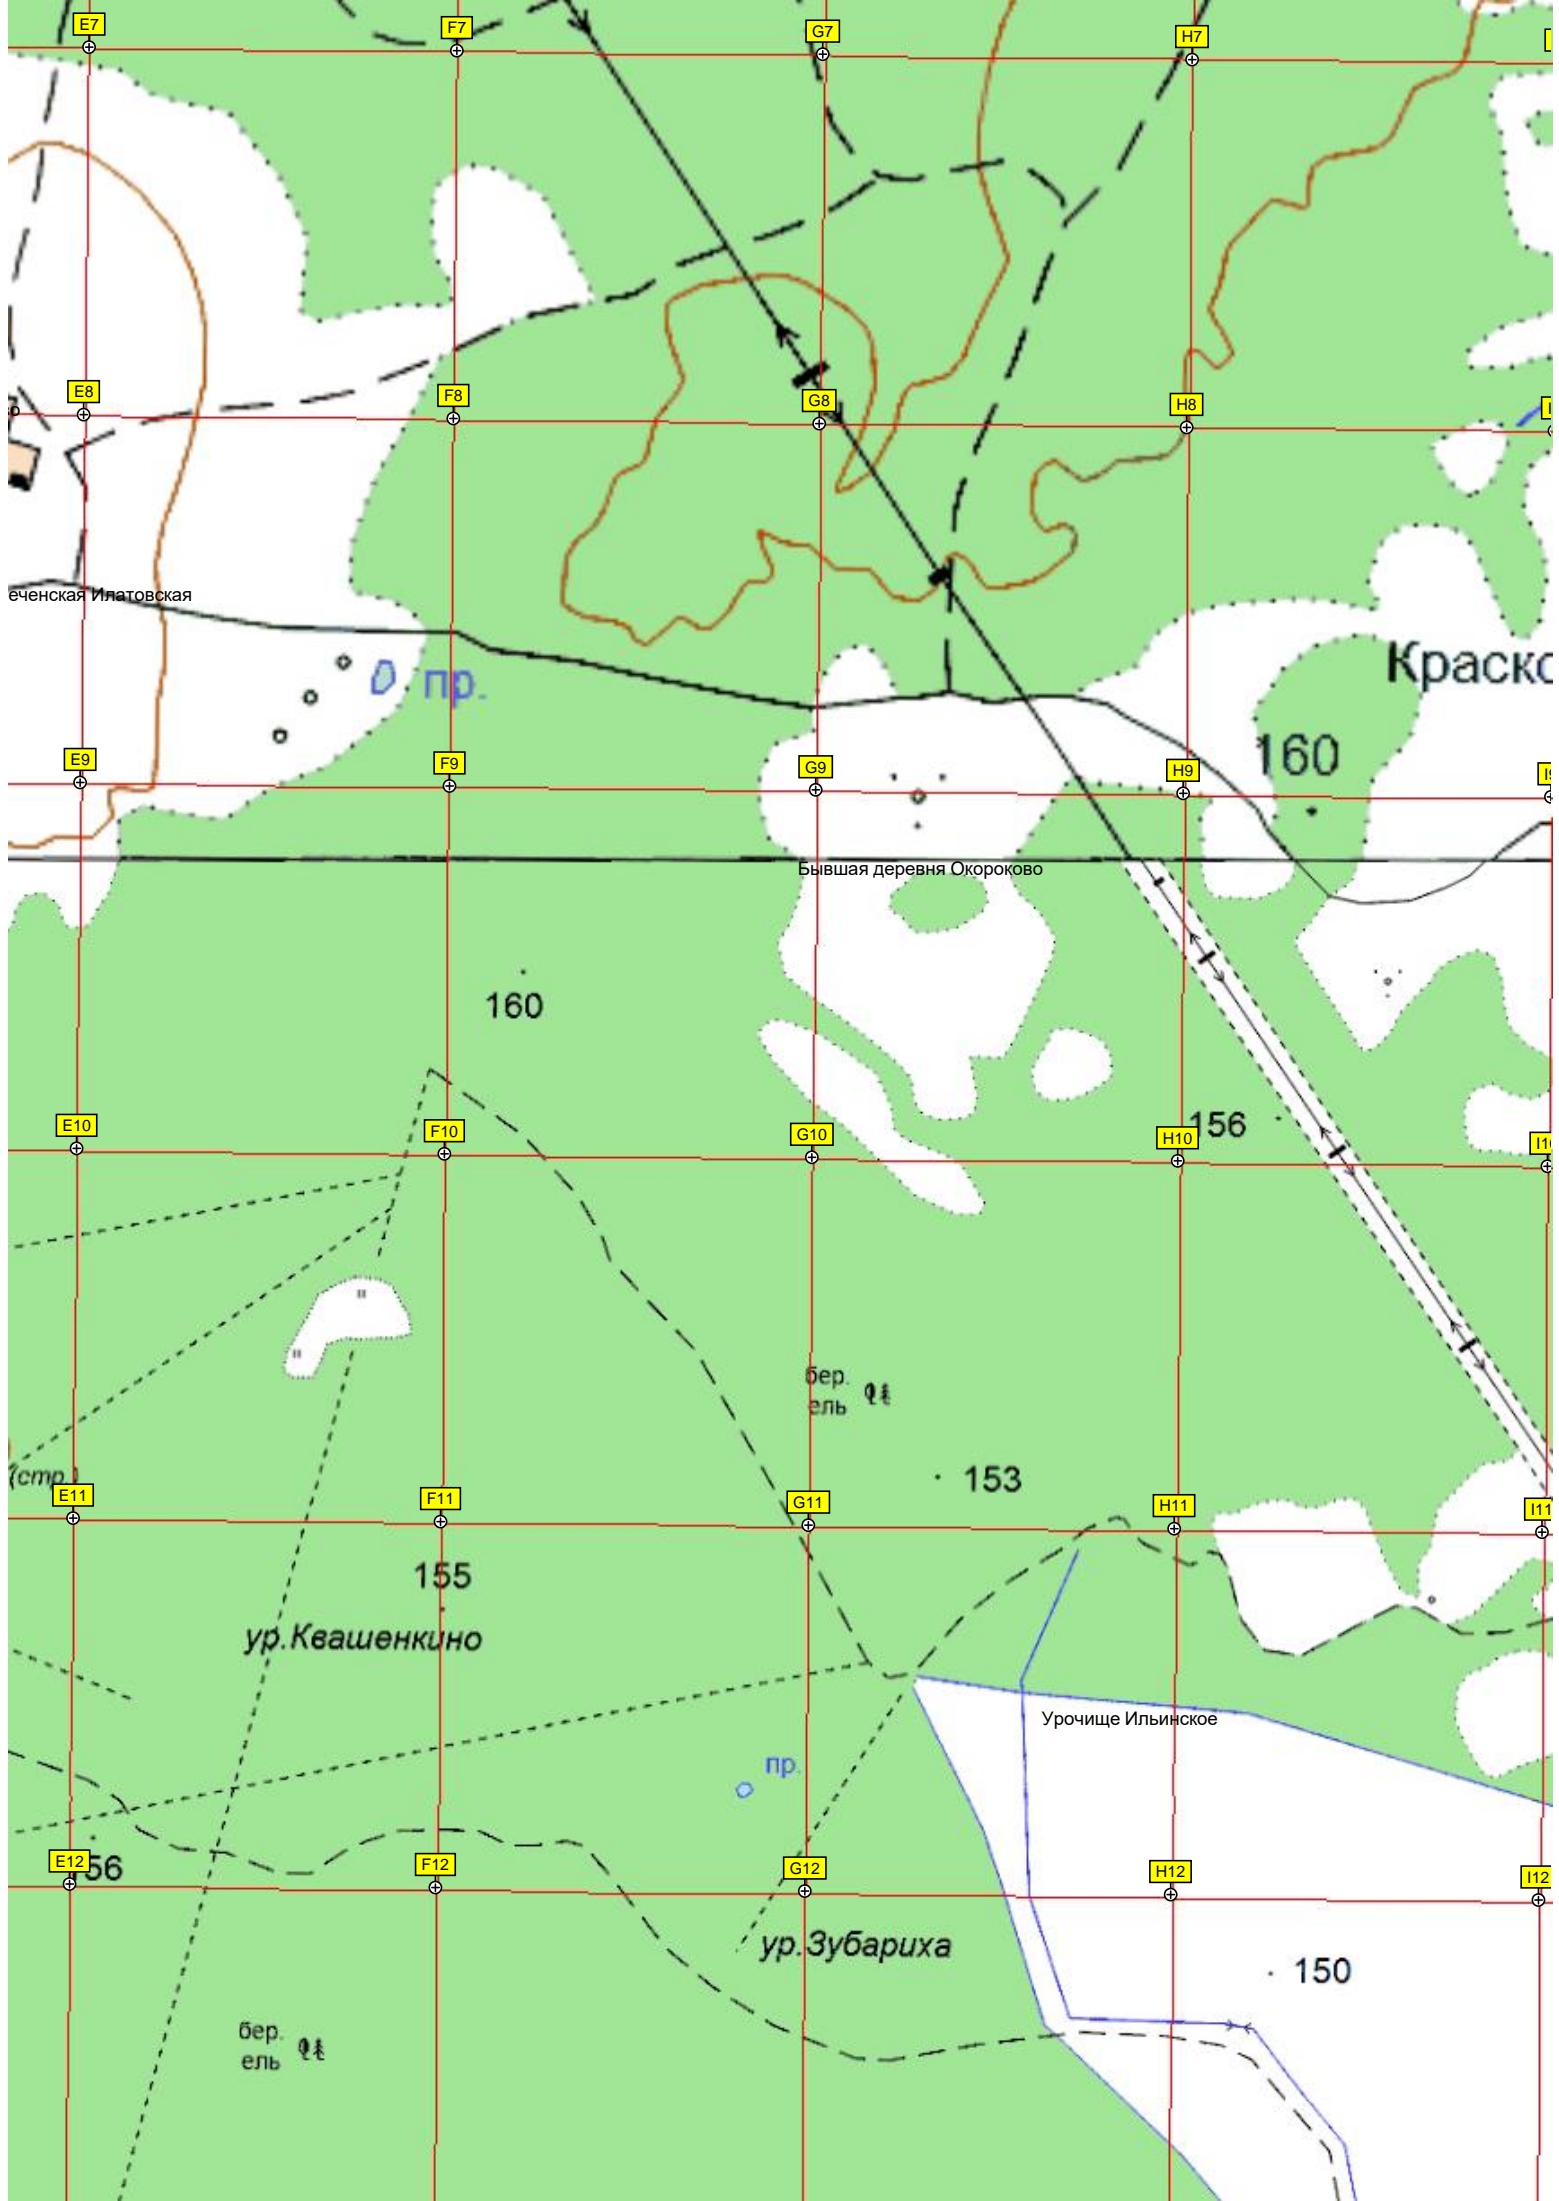 E7
F7
G7
H7
E8
F8
G8
H8
еченская Илатовская
пр.
Краско
160
E9
F9
G9
H9
Бывшая деревня Окороково
160
156
E10
F10
G10
H10
бер.
ель
(стр.)
153
E11
F11
G11
H11
I11
155
ур.Квашенкино
Урочище Ильинское
пр.
E12
F12
G12
H12
I12
56
ур.Зубариха
150
бер.
ель